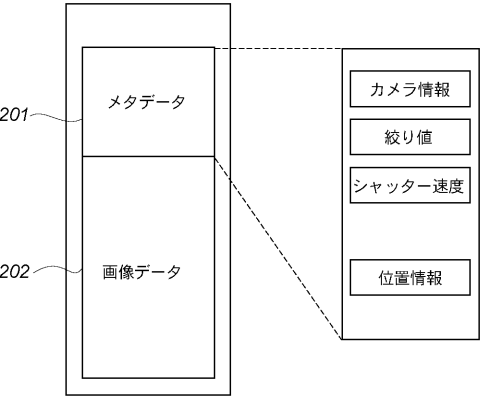 201
メタデータ
202
画像データ
カメラ情報
絞り値
シャッター速度
位置情報